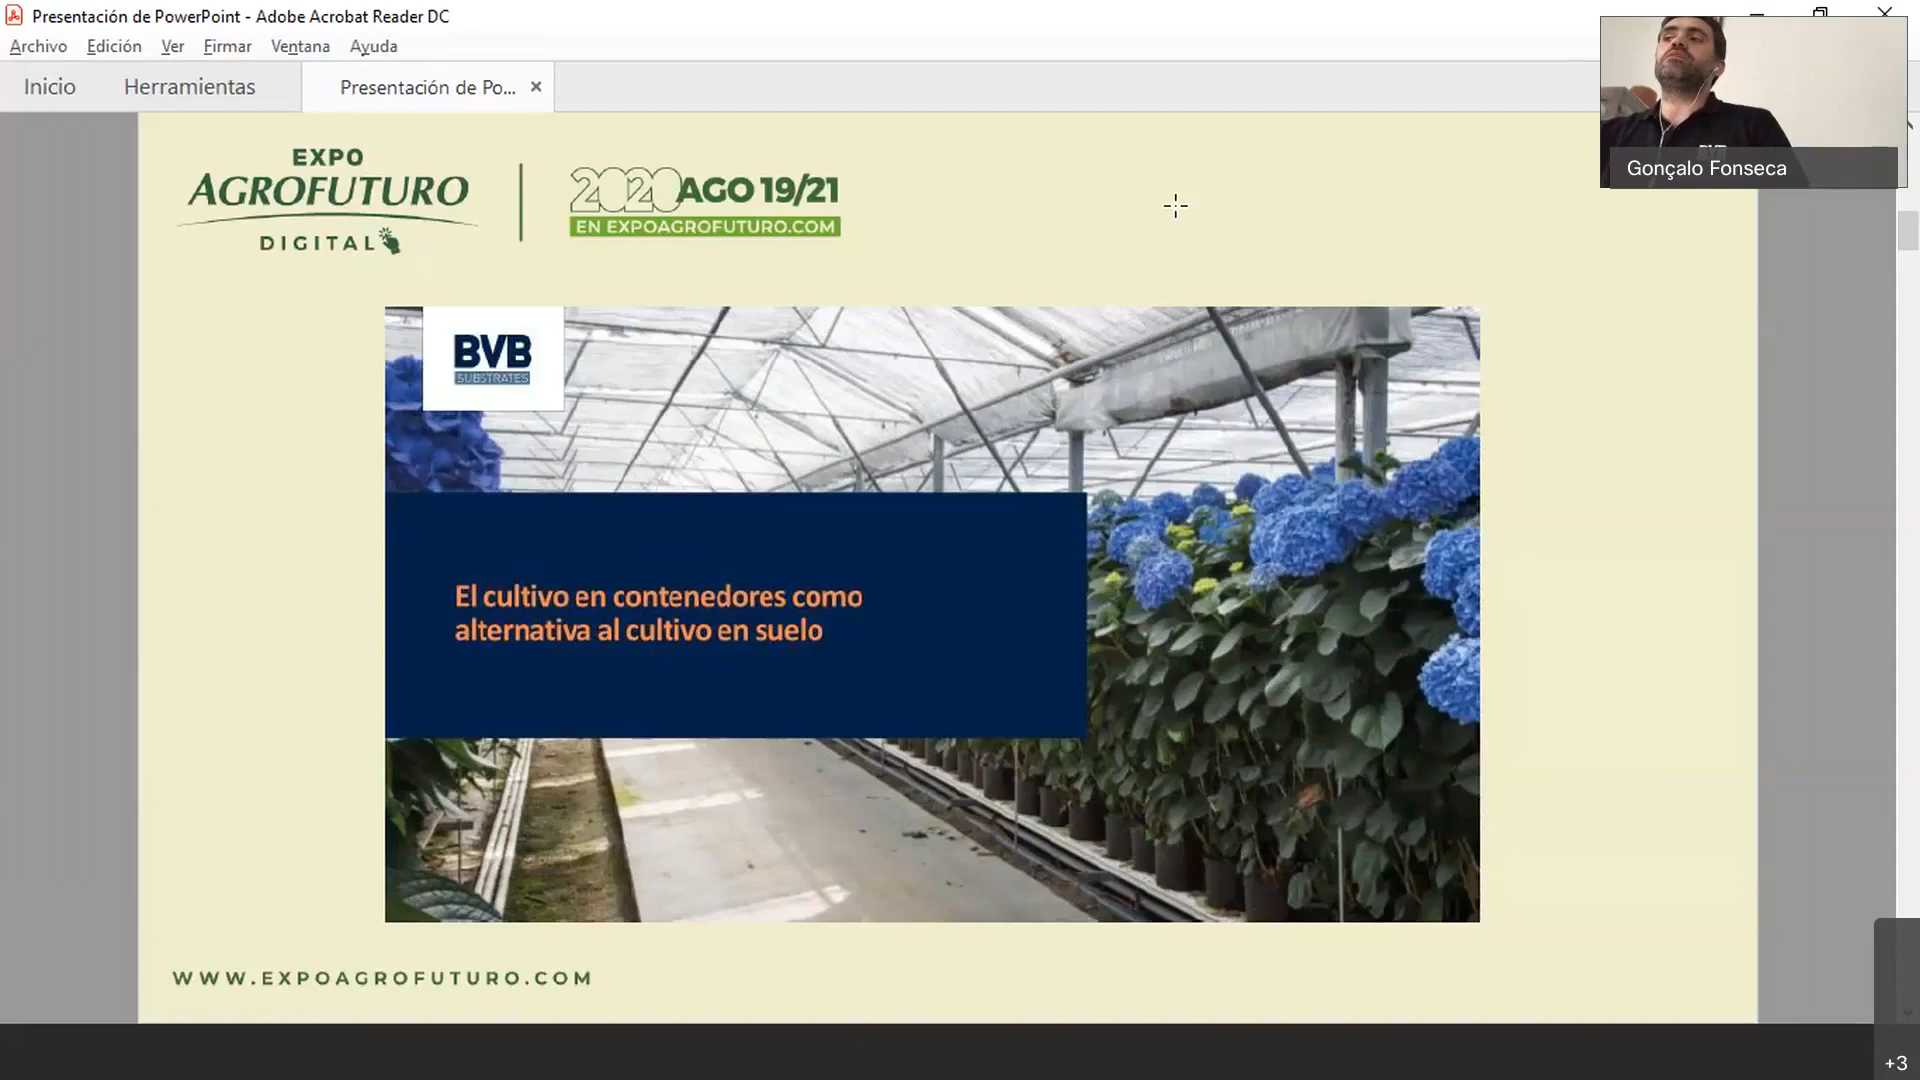 Presentación de PowerPoint - Adobe Acrobat Reader DC
Archivo Edición Ver Firmar Ventana Ayuda
Inicio Herramientas Presentación de Po...
EXPO
AGROFUTURO
DIGITAL
2020 AGO 19/21
EN EXPOAGROFUTURO.COM
Gonçalo Fonseca
BVB
SUBSTRATES
El cultivo en contenedores como
alternativa al cultivo en suelo
WWW.EXPOAGROFUTURO.COM
+3